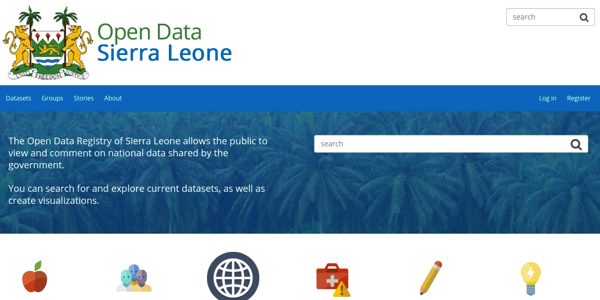 Open Data
Sierra Leone
search
Datasets Groups Stories About
Log in Register
The Open Data Registry of Sierra Leone allows the public to
view and comment on national data shared by the
government.
You can search for and explore current datasets, as well as
create visualizations.
search